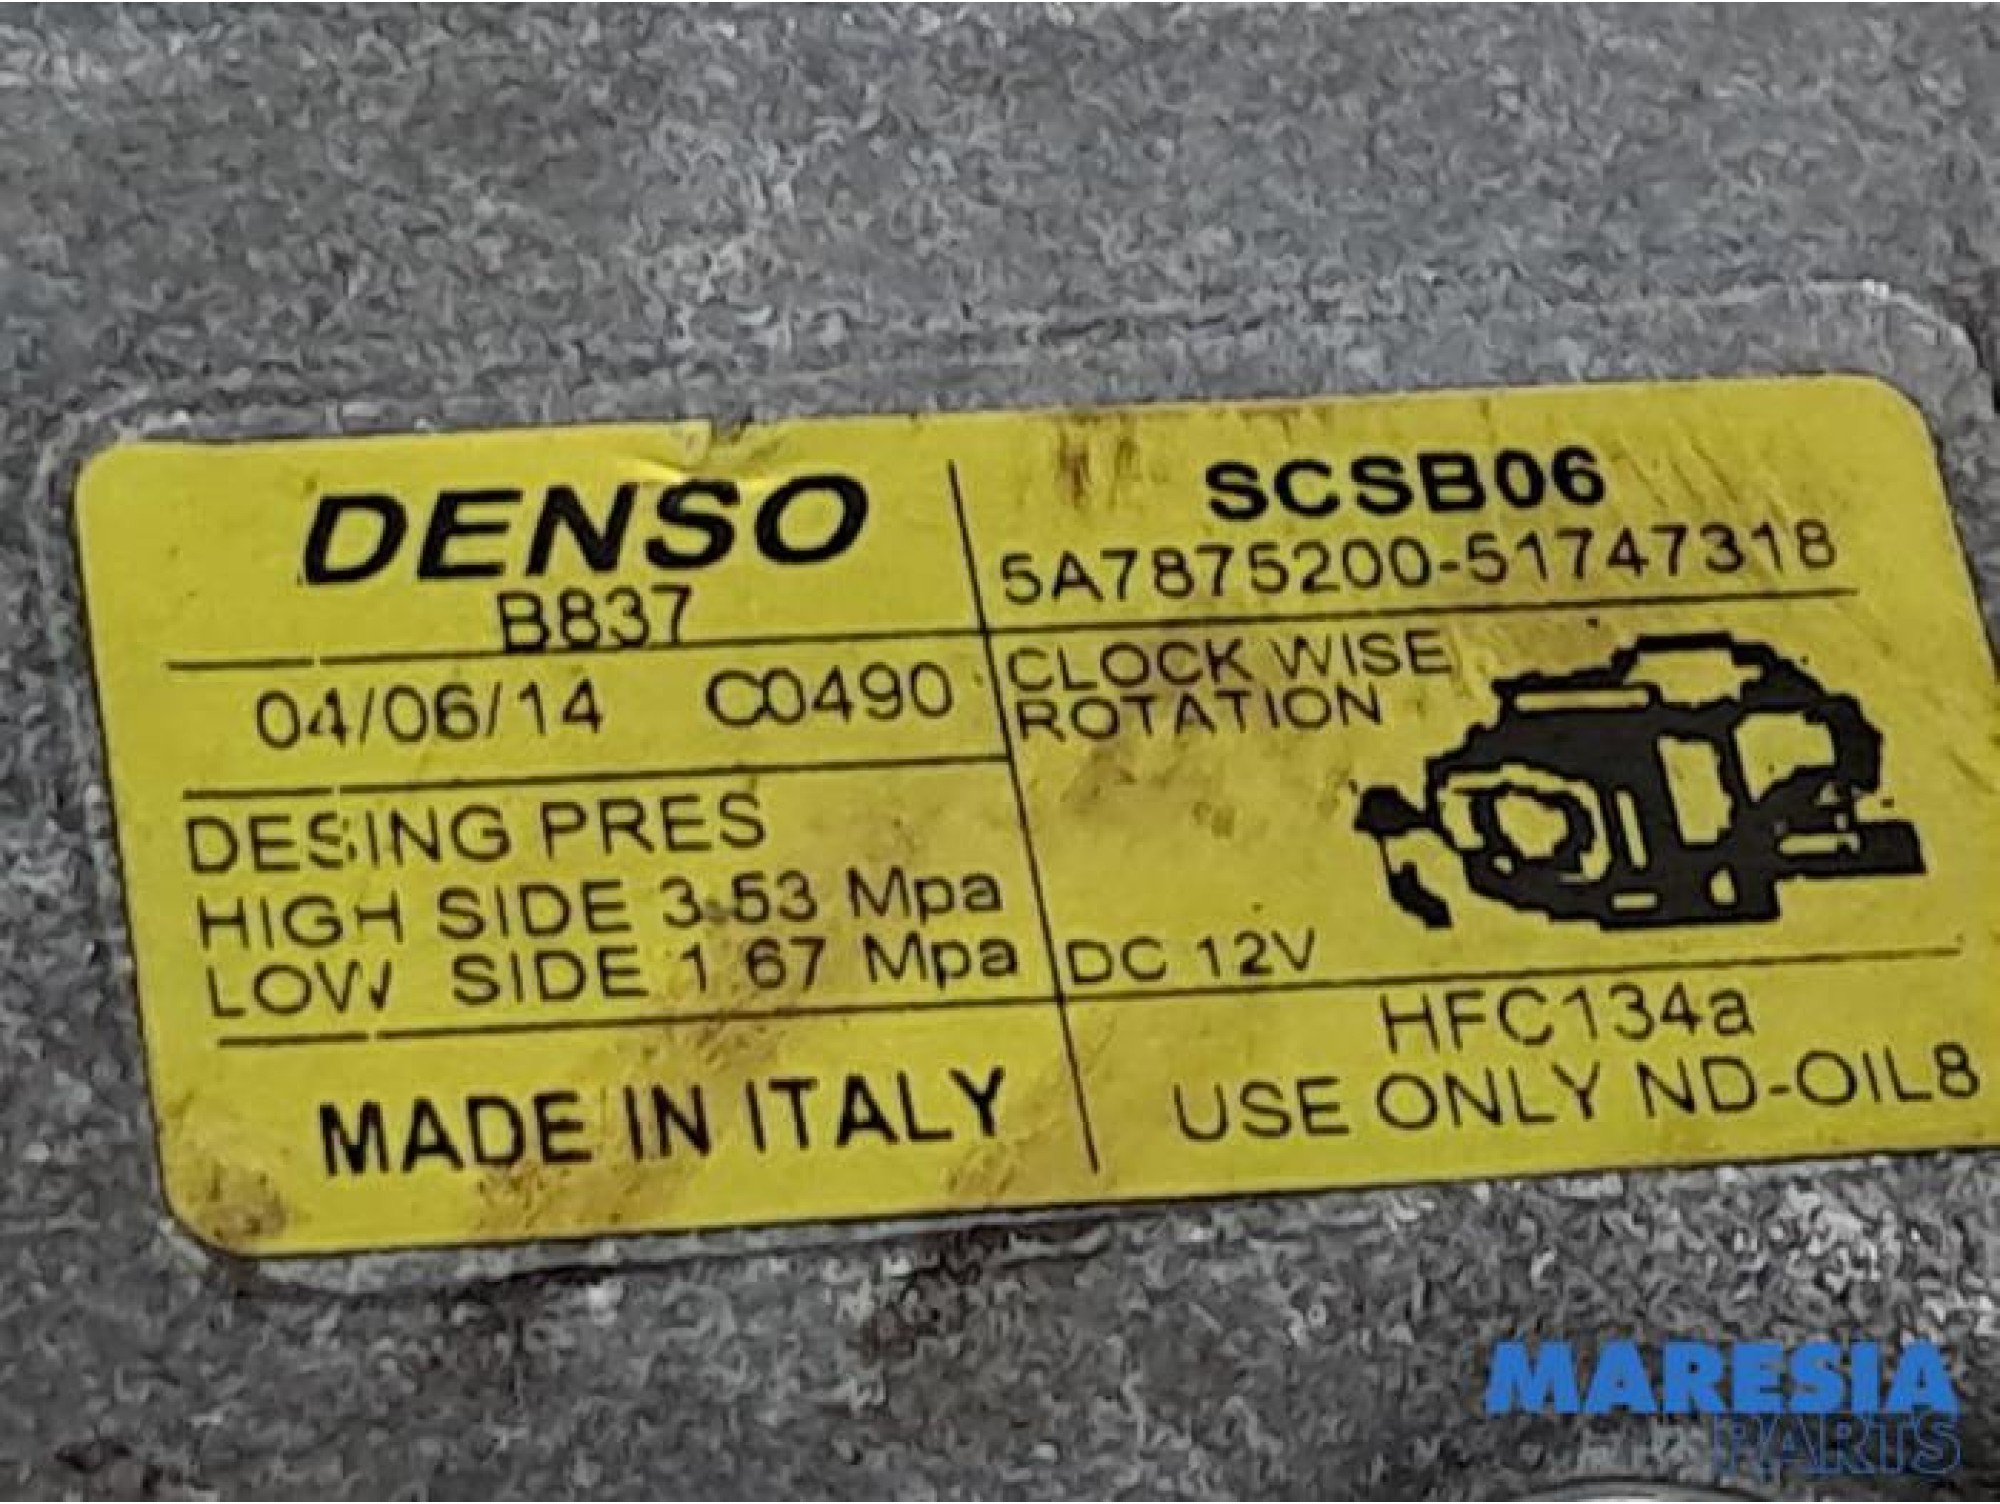 DENSO
B837
04/06/14 C0490
DESING PRES
HIGH SIDE 3.53 Mpa
LOW SIDE 1 67 Mpa
MADE IN ITALY
SCSB06
5A7875200-51747318
CLOCK WISE
ROTATION
DC 12V
HFC134a
USE ONLY ND-OIL8
MARESIA
PARTS